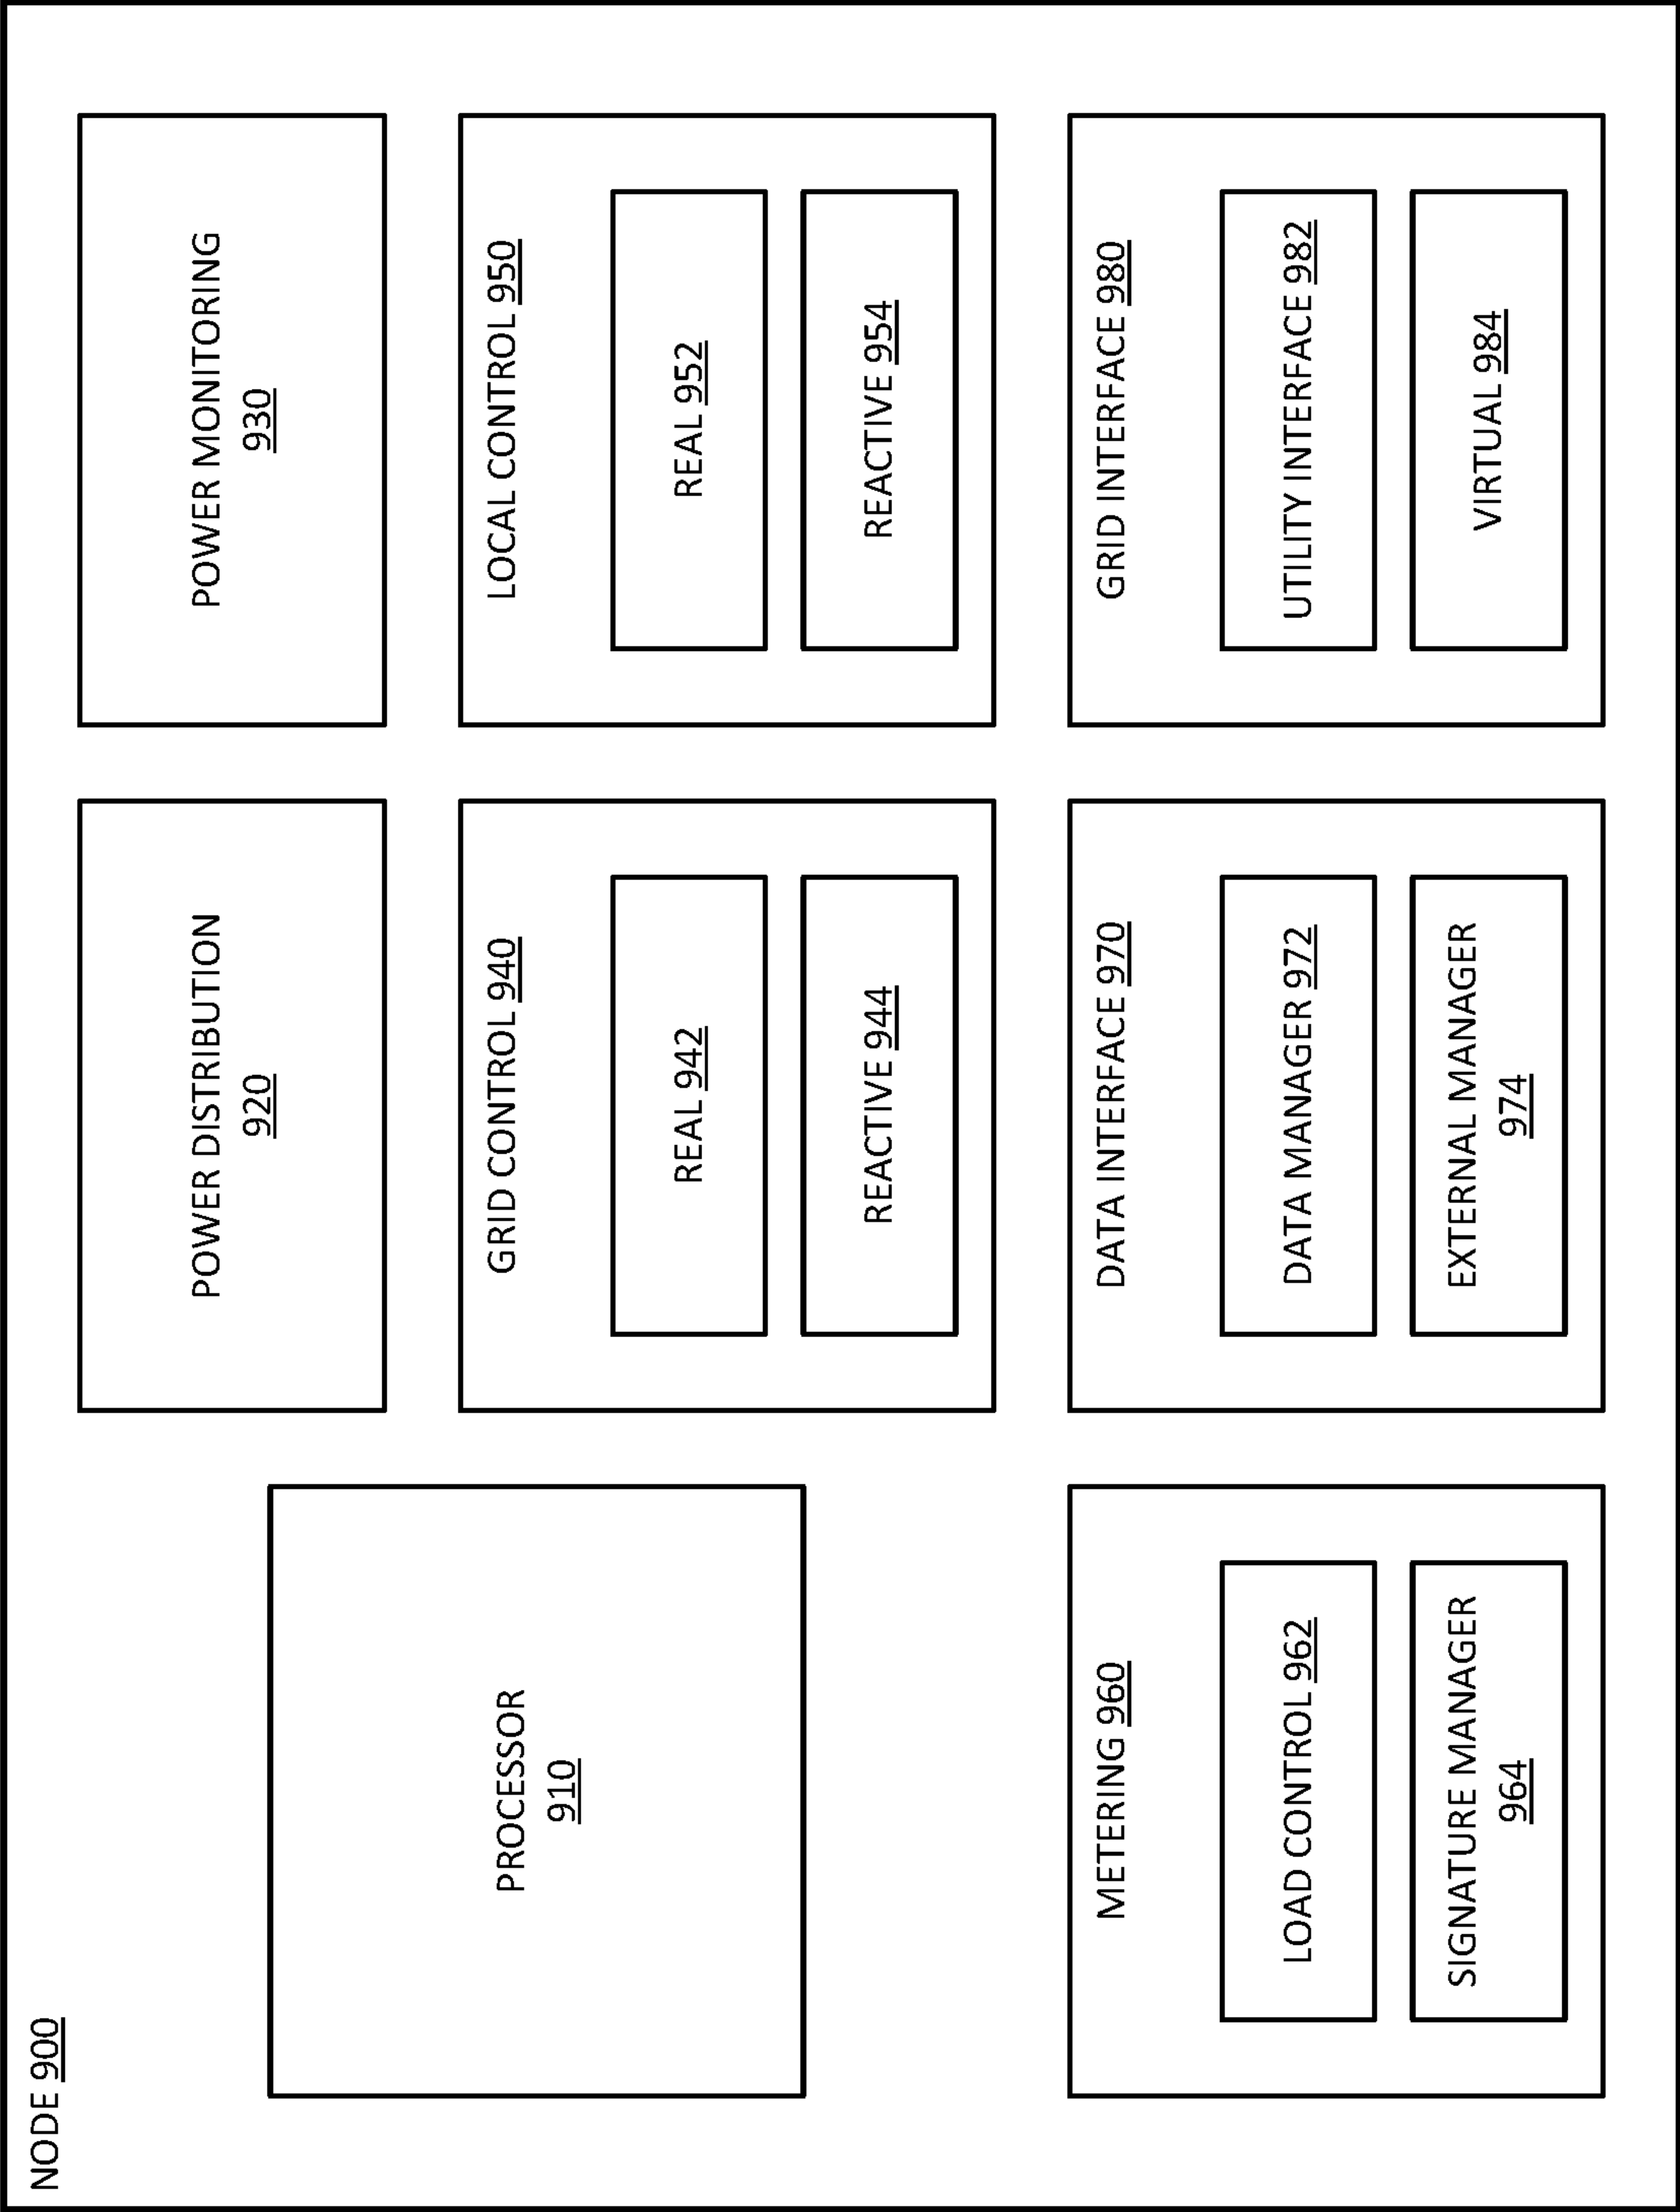 NODE 900
PROCESSOR
910
POWER DISTRIBUTION
920
POWER MONITORING
930
GRID CONTROL 940
REAL 942
REACTIVE 944
LOCAL CONTROL 950
REAL 952
REACTIVE 954
METERING 960
LOAD CONTROL 962
SIGNATURE MANAGER
964
DATA INTERFACE 970
DATA MANAGER 972
EXTERNAL MANAGER
974
GRID INTERFACE 980
UTILITY INTERFACE 982
VIRTUAL 984